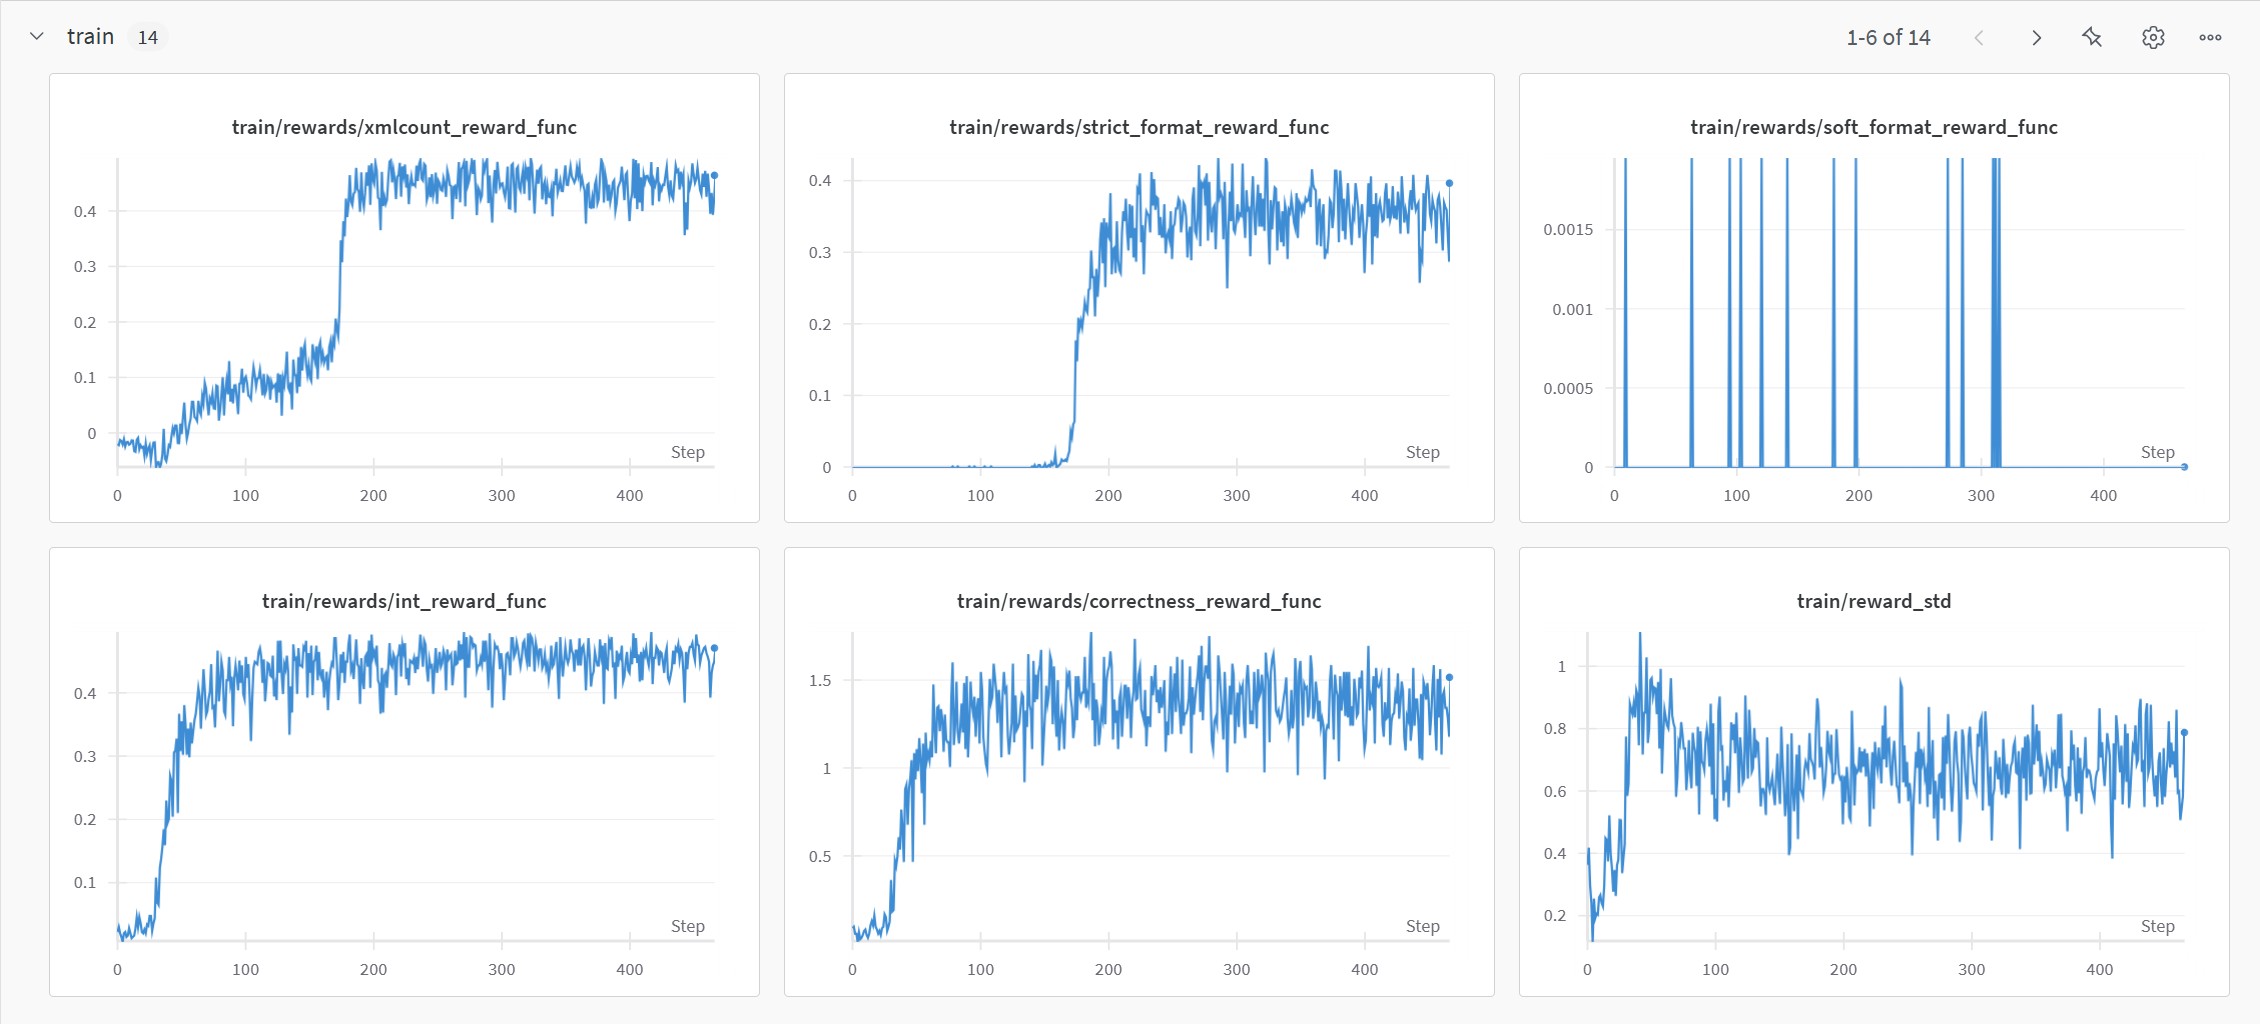 train 14
1-6 of 14
train/rewards/xmlcount_reward_func
0.4
0.3
0.2
0.1
0
Step
0 100 200 300 400
train/rewards/strict_format_reward_func
0.4
0.3
0.2
0.1
0
Step
0 100 200 300 400
train/rewards/soft_format_reward_func
0.0015
0.001
0.0005
0
Step
0 100 200 300 400
train/rewards/int_reward_func
0.4
0.3
0.2
0.1
Step
0 100 200 300 400
train/rewards/correctness_reward_func
1.5
1
0.5
Step
0 100 200 300 400
train/reward_std
1
0.8
0.6
0.4
0.2
Step
0 100 200 300 400